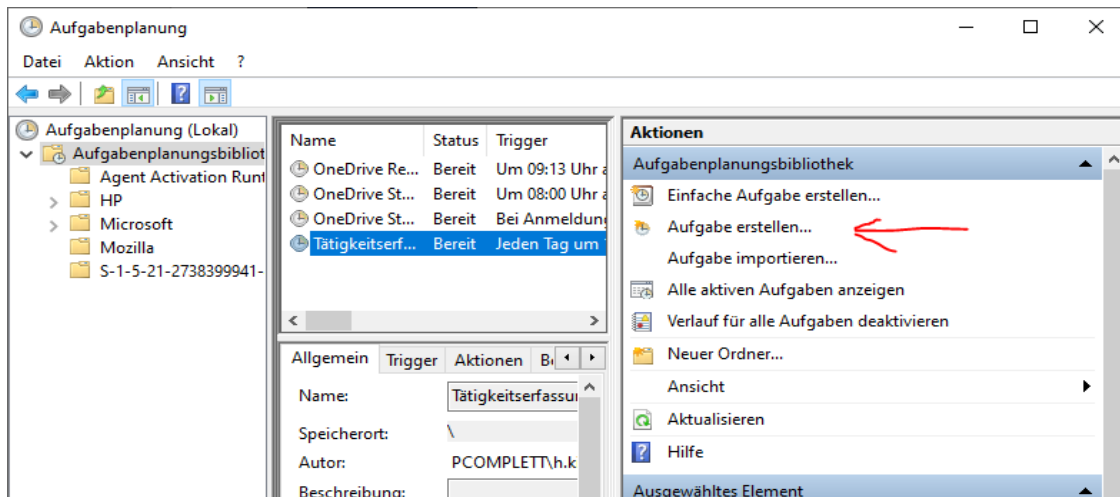 Aufgabenplanung
Datei Aktion Ansicht ?
Aufgabenplanung (Lokal)
Aufgabenplanungsbibliot
Agent Activation Runt
HP
Microsoft
Mozilla
S-1-5-21-2738399941-
Name Status Trigger
OneDrive Re... Bereit Um 09:13 Uhr a
OneDrive St... Bereit Um 08:00 Uhr a
OneDrive St... Bereit Bei Anmeldung
Tätigkeitserf... Bereit Jeden Tag um
Allgemein Trigger Aktionen
Name: Tätigkeitserfassun
Speicherort: \
Autor: PCOMPLETT\h.k
Beschreibung:
Aktionen
Aufgabenplanungsbibliothek
Einfache Aufgabe erstellen...
Aufgabe erstellen...
Aufgabe importieren...
Alle aktiven Aufgaben anzeigen
Verlauf für alle Aufgaben deaktivieren
Neuer Ordner...
Ansicht
Aktualisieren
Hilfe
Ausgewähltes Element